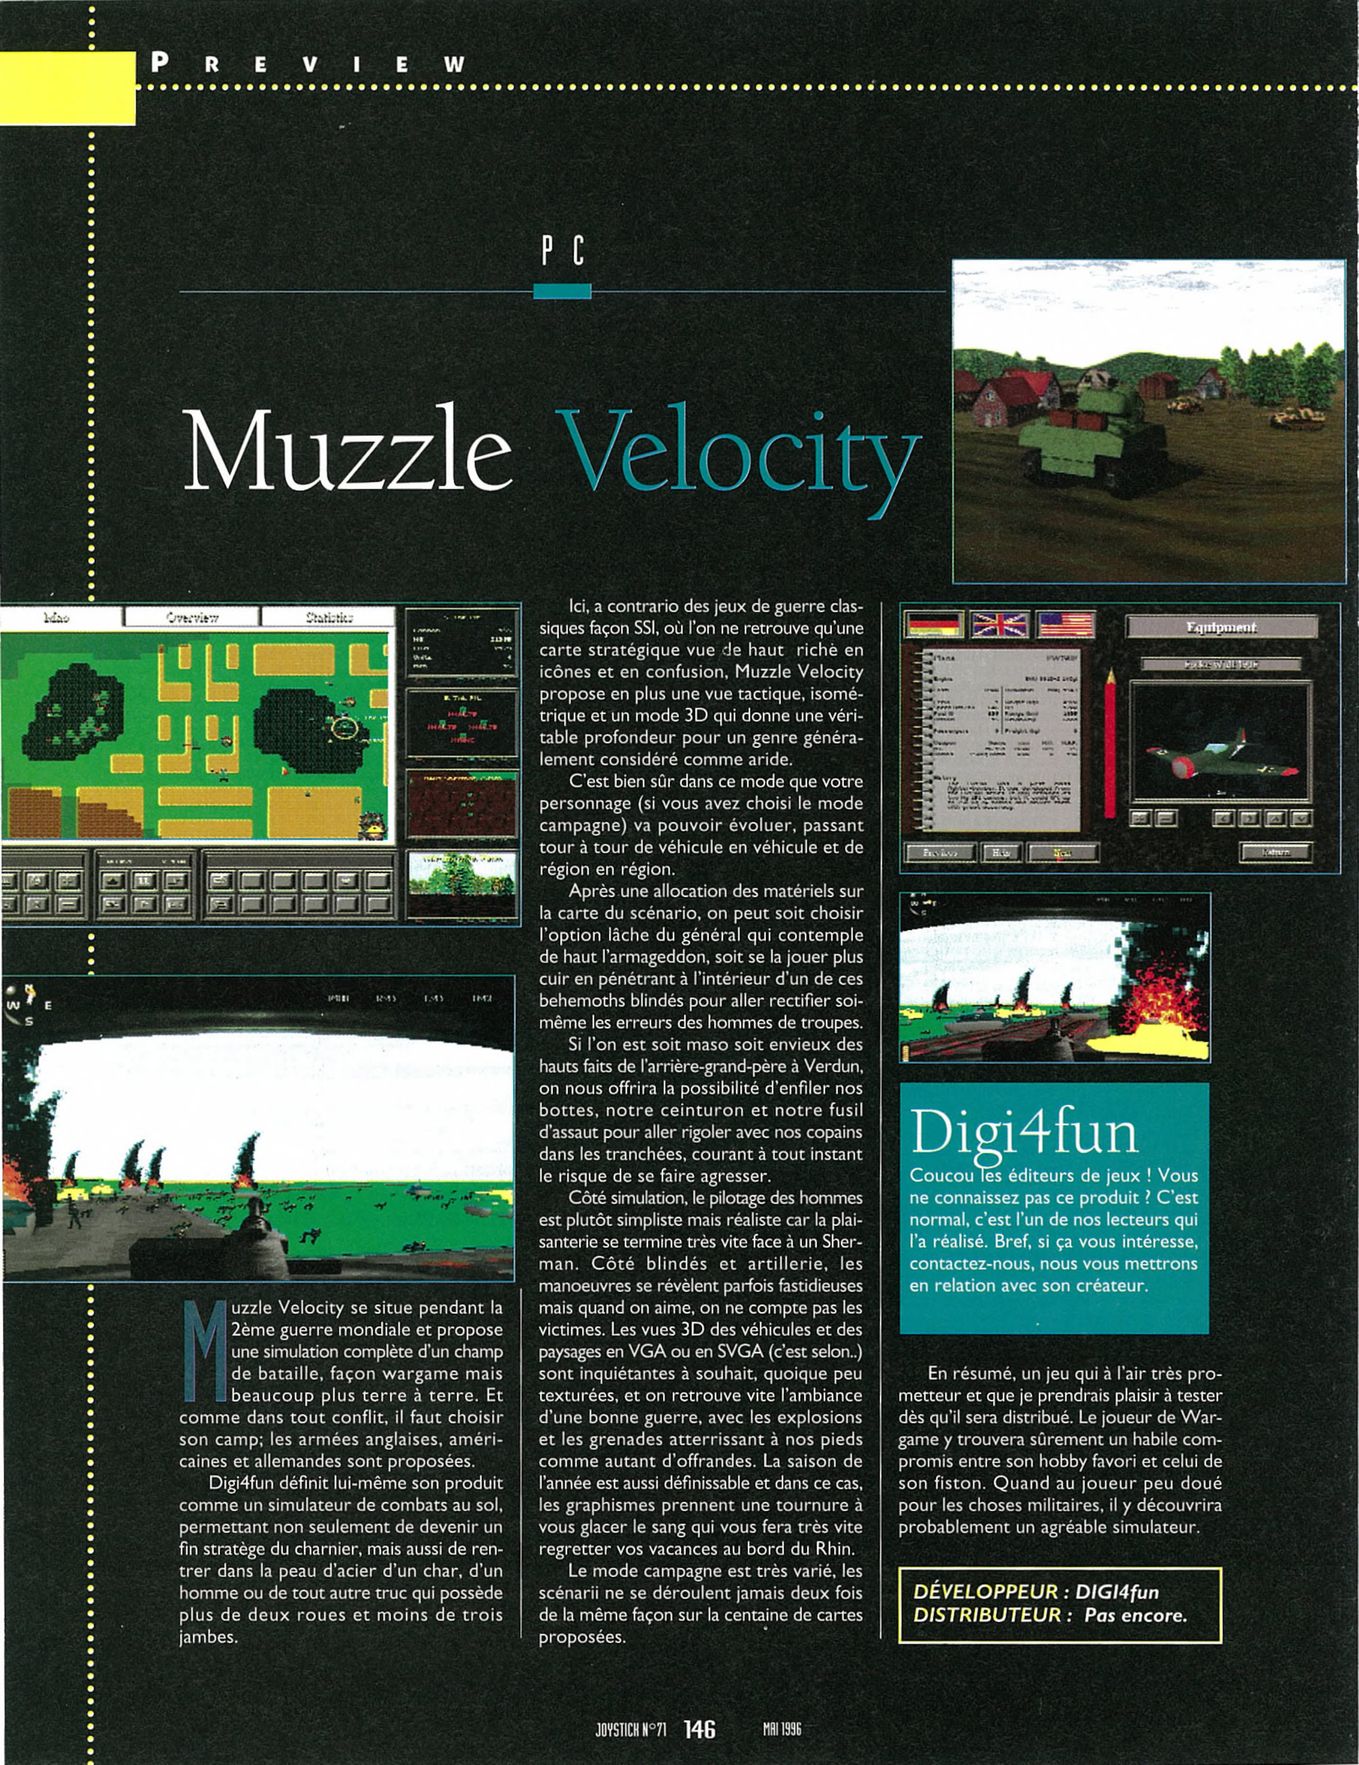 PREVIEW
PC
Muzzle Velocity
Map Overview Statistics
N
W E
S
Muzzle Velocity se situe pendant la
2ème guerre mondiale et propose
une simulation complète d'un champ
de bataille, façon wargame mais
beaucoup plus terre à terre. Et
comme dans tout conflit, il faut choisir
son camp; les armées anglaises, améri-
caines et allemandes sont proposées.
Digi4fun définit lui-même son produit
comme un simulateur de combats au sol,
permettant non seulement de devenir un
fin stratège du charnier, mais aussi de ren-
trer dans la peau d'acier d'un char, d'un
homme ou de tout autre truc qui possède
plus de deux roues et moins de trois
jambes.
Ici, a contrario des jeux de guerre clas-
siques façon SSI, où l'on ne retrouve qu'une
carte stratégique vue de haut richè en
icônes et en confusion, Muzzle Velocity
propose en plus une vue tactique, isomé-
trique et un mode 3D qui donne une véri-
table profondeur pour un genre généra-
lement considéré comme aride.
C'est bien sûr dans ce mode que votre
personnage (si vous avez choisi le mode
campagne) va pouvoir évoluer, passant
tour à tour de véhicule en véhicule et de
région en région.
Après une allocation des matériels sur
la carte du scénario, on peut soit choisir
l'option lâche du général qui contemple
de haut l'armageddon, soit se la jouer plus
cuir en pénétrant à l'intérieur d'un de ces
behemoths blindés pour aller rectifier soi-
même les erreurs des hommes de troupes.
Si l'on est soit maso soit envieux des
hauts faits de l'arrière-grand-père à Verdun,
on nous offrira la possibilité d'enfiler nos
bottes, notre ceinturon et notre fusil
d'assaut pour aller rigoler avec nos copains
dans les tranchées, courant à tout instant
le risque de se faire agresser.
Côté simulation, le pilotage des hommes
est plutôt simpliste mais réaliste car la plai-
santerie se termine très vite face à un Sher-
man. Côté blindés et artillerie, les
manoeuvres se révèlent parfois fastidieuses
mais quand on aime, on ne compte pas les
victimes. Les vues 3D des véhicules et des
paysages en VGA ou en SVGA (c'est selon..)
sont inquiétantes à souhait, quoique peu
texturées, et on retrouve vite l'ambiance
d'une bonne guerre, avec les explosions
et les grenades atterrissant à nos pieds
comme autant d'offrandes. La saison de
l'année est aussi définissable et dans ce cas,
les graphismes prennent une tournure à
vous glacer le sang qui vous fera très vite
regretter vos vacances au bord du Rhin.
Le mode campagne est très varié, les
scénarii ne se déroulent jamais deux fois
de la même façon sur la centaine de cartes
proposées.
Equipment
Previous Help Next Return
Digi4fun
Coucou les éditeurs de jeux ! Vous
ne connaissez pas ce produit ? C'est
normal, c'est l'un de nos lecteurs qui
l'a réalisé. Bref, si ça vous intéresse,
contactez-nous, nous vous mettrons
en relation avec son créateur.
En résumé, un jeu qui à l'air très pro-
metteur et que je prendrais plaisir à tester
dès qu'il sera distribué. Le joueur de War-
game y trouvera sûrement un habile com-
promis entre son hobby favori et celui de
son fiston. Quand au joueur peu doué
pour les choses militaires, il y découvrira
probablement un agréable simulateur.
DÉVELOPPEUR : DIGI4fun
DISTRIBUTEUR : Pas encore.
JOYSTICK N°71 146 MAI 1996